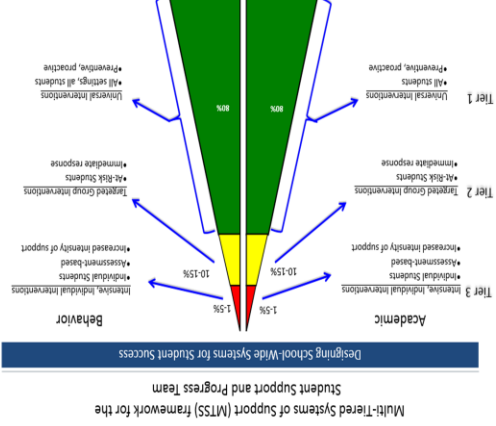 Multi-Tiered Systems of Support (MTSS) framework for the
Student Support and Progress Team
Designing School-Wide Systems for Student Success
Academic
Behavior
Tier 3
Intensive, Individual Interventions
•Individual Students
•Assessment-based
•Increased intensity of support
1-5%
1-5%
Intensive, Individual Interventions
•Individual Students
•Assessment-based
•Increased intensity of support
10-15%
10-15%
Tier 2
Targeted Group Interventions
•At-Risk Students
•Immediate response
Targeted Group Interventions
•At-Risk Students
•Immediate response
Tier 1
Universal Interventions
•All students
•Preventive, proactive
80%
80%
Universal Interventions
•All settings, all students
•Preventive, proactive